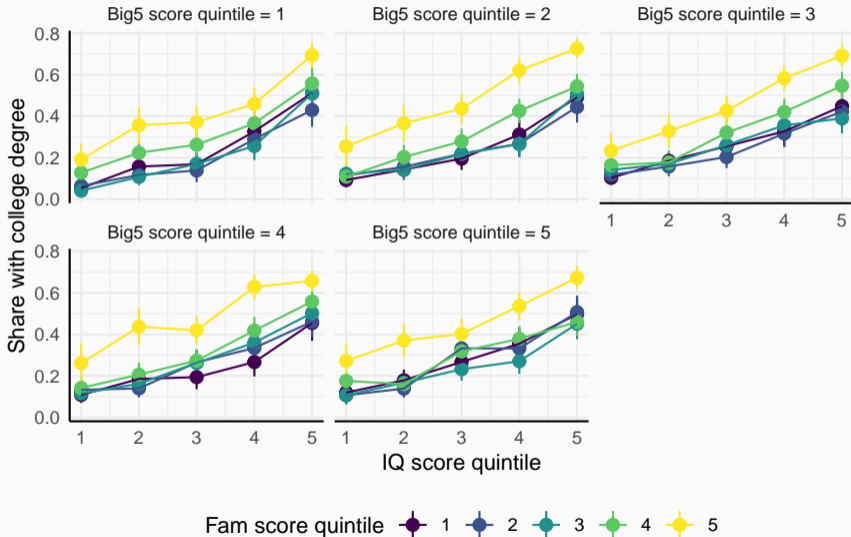 Big5 score quintile = 1
Big5 score quintile = 2
Big5 score quintile = 3
0.8
0.6
0.4
0.2
0.0
1 2 3 4 5
Big5 score quintile = 4
Big5 score quintile = 5
0.8
0.6
0.4
0.2
0.0
1 2 3 4 5
1 2 3 4 5
Share with college degree
IQ score quintile
Fam score quintile 1 2 3 4 5